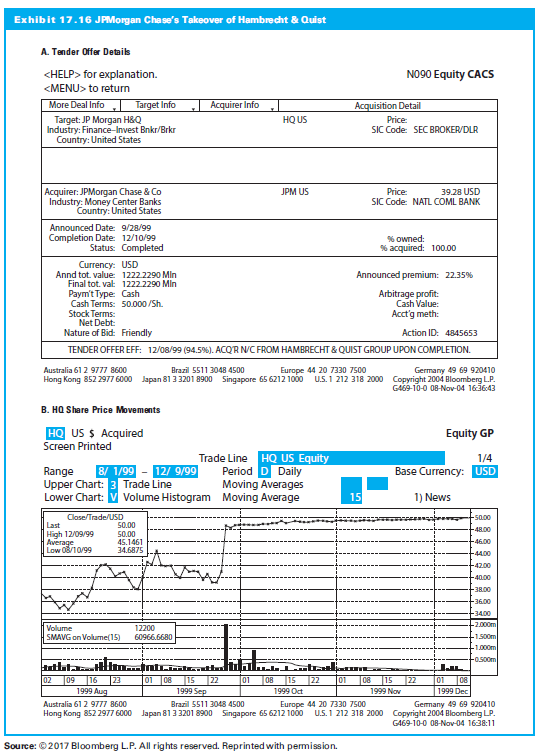 Exhibit 17.16 JPMorgan Chase's Takeover of Hambrecht & Quist
A. Tender Offer Details
<HELP> for explanation. N090 Equity CACS
<MENU> to return
More Deal Info Target Info Acquirer Info Acquisition Detail
Target: JP Morgan H&Q HQ US Price:
Industry: Finance–Invest Bnkr/Brkr SIC Code: SEC BROKER/DLR
Country: United States
Acquirer: JPMorgan Chase & Co JPM US Price: 39.28 USD
Industry: Money Center Banks SIC Code: NATL COML BANK
Country: United States
Announced Date: 9/28/99
Completion Date: 12/10/99 % owned:
Status: Completed % acquired: 100.00
Currency: USD
Annd tot. value: 1222.2290 Mln Announced premium: 22.35%
Final tot. val: 1222.2290 Mln
Paym't Type: Cash Arbitrage profit:
Cash Terms: 50.000 /Sh. Cash Value:
Stock Terms: Acct'g meth:
Net Debt:
Nature of Bid: Friendly Action ID: 4845653
TENDER OFFER EFF: 12/08/99 (94.5%). ACQ'R N/C FROM HAMBRECHT & QUIST GROUP UPON COMPLETION.
Australia 61 2 9777 8600 Brazil 5511 3048 4500 Europe 44 20 7330 7500 Germany 49 69 920410
Hong Kong 852 2977 6000 Japan 81 3 3201 8900 Singapore 65 6212 1000 U.S. 1 212 318 2000 Copyright 2004 Bloomberg L.P.
G469-10-0 08-Nov-04 16:36:43
B. HQ Share Price Movements
HQ US $ Acquired Equity GP
Screen Printed
Trade Line HQ US Equity 1/4
Range 8/ 1/99 – 12/ 9/99 Period D Daily Base Currency: USD
Upper Chart: 3 Trade Line Moving Averages
Lower Chart: V Volume Histogram Moving Average 15 1) News
Close/Trade/USD
Last 50.00
High 12/09/99 50.00
Average 45.1461
Low 08/10/99 34.6875
50.00
48.00
46.00
44.00
42.00
40.00
38.00
36.00
34.00
Volume 12200
SMAVG on Volume(15) 60966.6680
2.000m
1.500m
1.000m
0.500m
02 09 16 23 01 08 15 22 01 08 15 22 01 08 15 22 01 08
1999 Aug 1999 Sep 1999 Oct 1999 Nov 1999 Dec
Australia 61 2 9777 8600 Brazil 5511 3048 4500 Europe 44 20 7330 7500 Germany 49 69 920410
Hong Kong 852 2977 6000 Japan 81 3 3201 8900 Singapore 65 6212 1000 U.S. 1 212 318 2000 Copyright 2004 Bloomberg L.P.
G469-10-0 08-Nov-04 16:38:11
Source: © 2017 Bloomberg L.P. All rights reserved. Reprinted with permission.